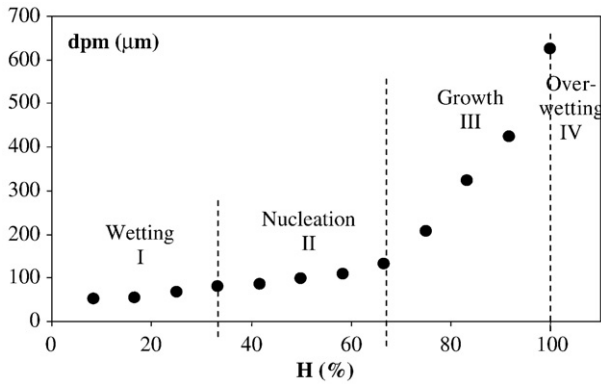 700
dpm (µm)
600
500
400
300
200
100
0
Wetting
I
Nucleation
II
Growth
III
Over-
wetting
IV
0
20
40
60
80
100
H (%)